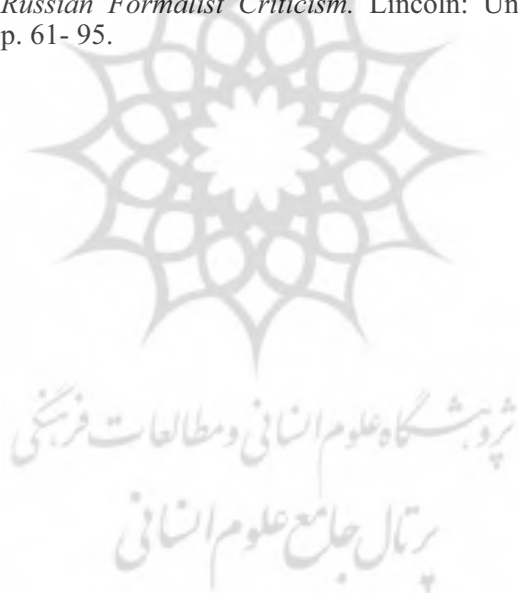 Russian Formalist Criticism. Lincoln: Un
p. 61- 95.
پژوهشگاه علوم انسانی و مطالعات فرهنگی
پرتال جامع علوم انسانی